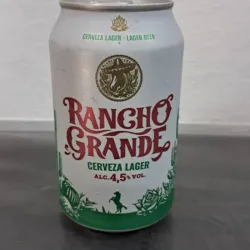 CERVEZA LAGER - LAGER BEER
RANCHO
GRANDE
CERVEZA LAGER
ALC. 4,5% VOL.